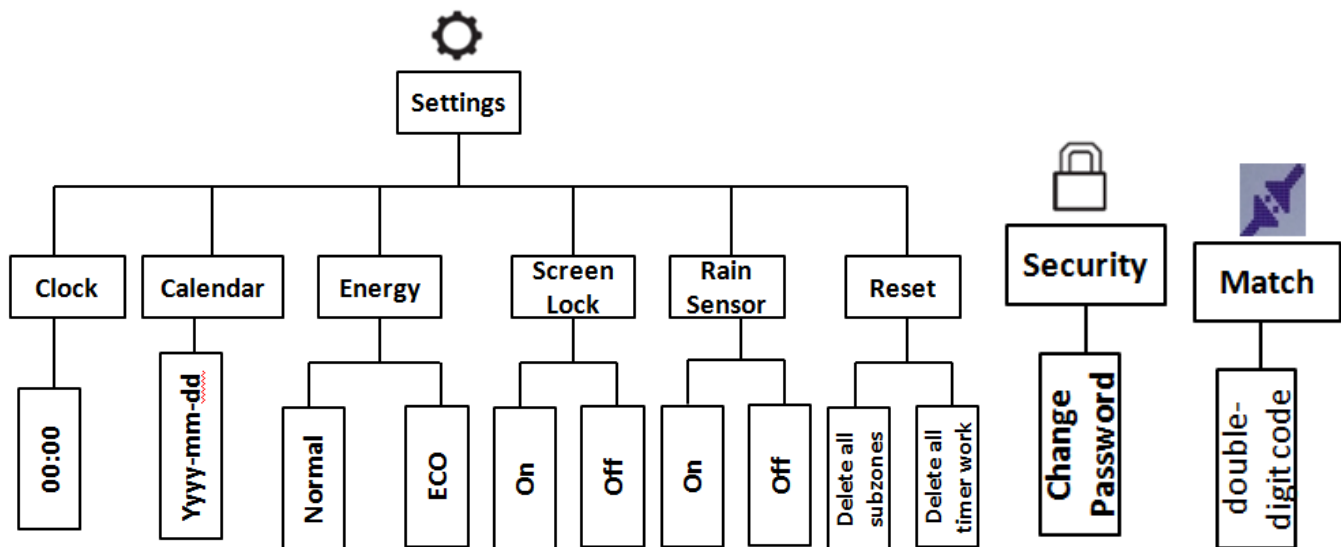 Settings
Clock
Calendar
Energy
Screen
Lock
Rain
Sensor
Reset
Security
Match
00:00
Yyyy-mm-dd
Normal
ECO
On
Off
On
Off
Delete all
subzones
Delete all
timer work
Change
Password
double-
digit code